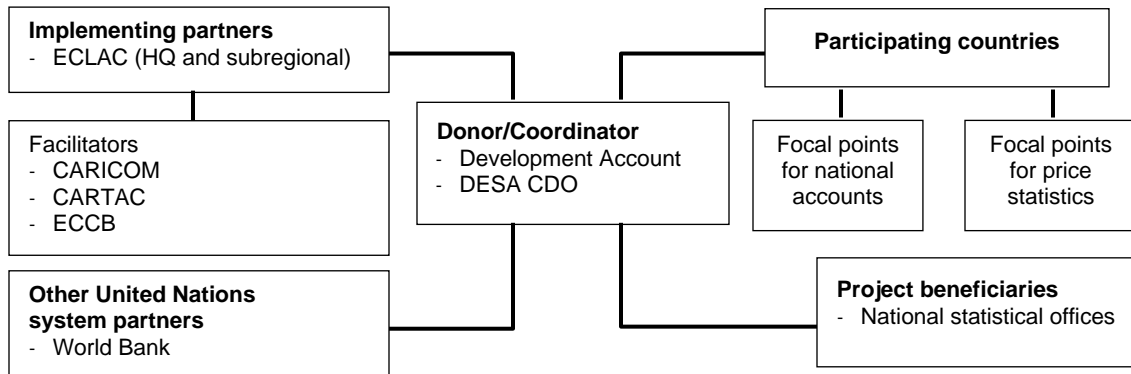 Implementing partners
- ECLAC (HQ and subregional)
Facilitators
- CARICOM
- CARTAC
- ECCB
Other United Nations
system partners
- World Bank
Donor/Coordinator
- Development Account
- DESA CDO
Participating countries
Focal points
for national
accounts
Focal points
for price
statistics
Project beneficiaries
- National statistical offices